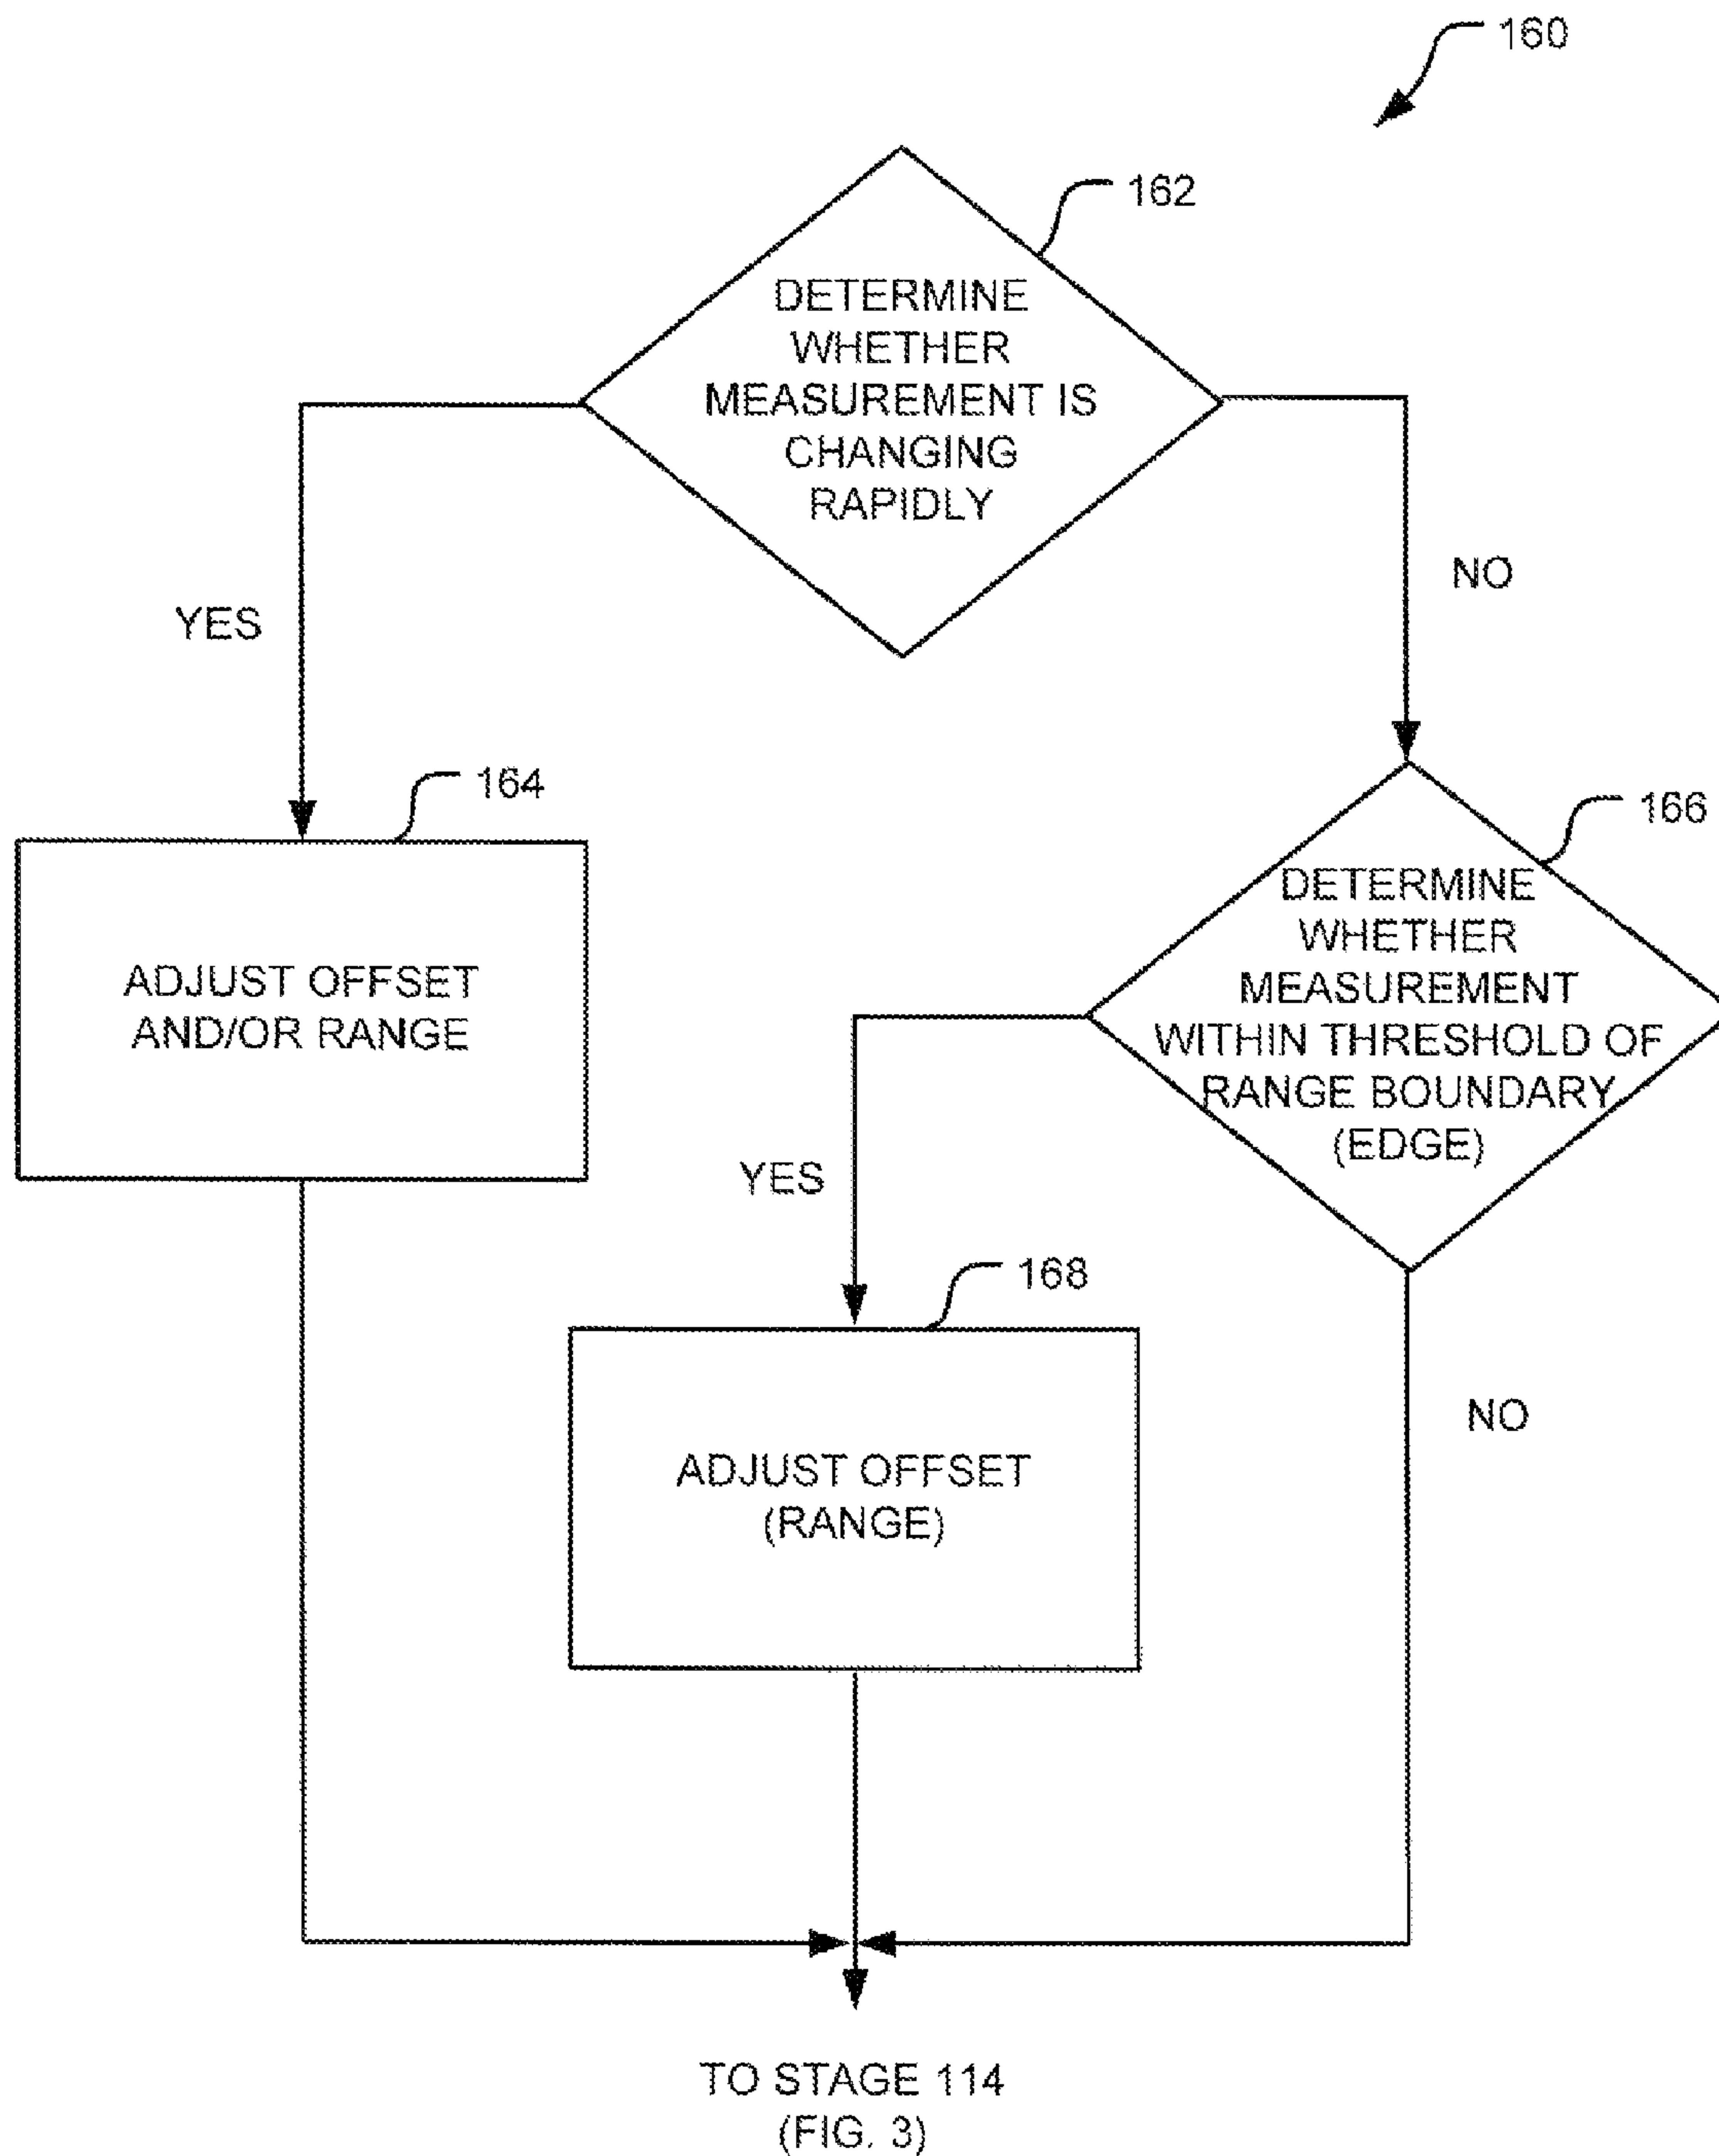 160
162
DETERMINE
WHETHER
MEASUREMENT IS
CHANGING
RAPIDLY
YES
NO
164
ADJUST OFFSET
AND/OR RANGE
166
DETERMINE
WHETHER
MEASUREMENT
WITHIN THRESHOLD OF
RANGE BOUNDARY
(EDGE)
YES
NO
168
ADJUST OFFSET
(RANGE)
TO STAGE 114
(FIG. 3)